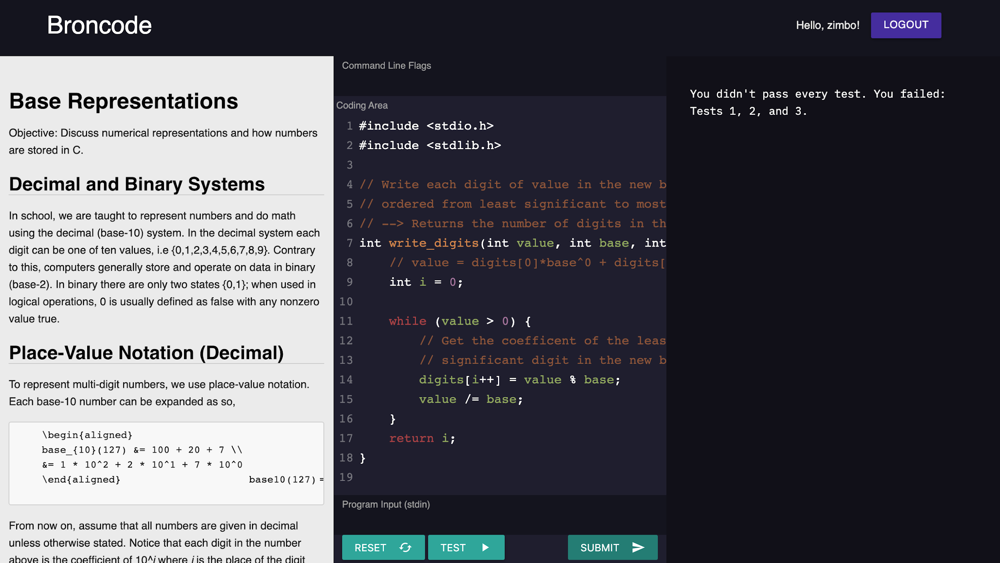 Broncode
Hello, zimbo!
LOGOUT
Base Representations
Objective: Discuss numerical representations and how numbers
are stored in C.
Decimal and Binary Systems
In school, we are taught to represent numbers and do math
using the decimal (base-10) system. In the decimal system each
digit can be one of ten values, i.e {0,1,2,3,4,5,6,7,8,9}. Contrary
to this, computers generally store and operate on data in binary
(base-2). In binary there are only two states {0,1}; when used in
logical operations, 0 is usually defined as false with any nonzero
value true.
Place-Value Notation (Decimal)
To represent multi-digit numbers, we use place-value notation.
Each base-10 number can be expanded as so,
\begin{aligned}
base_{10}(127) &= 100 + 20 + 7 \\
&= 1 * 10^2 + 2 * 10^1 + 7 * 10^0
\end{aligned} base10(127)=
From now on, assume that all numbers are given in decimal
unless otherwise stated. Notice that each digit in the number
above is the coefficient of 10^i where i is the place of the digit
Command Line Flags
Coding Area
1 #include <stdio.h>
2 #include <stdlib.h>
3
4 // Write each digit of value in the new b
5 // ordered from least significant to most
6 // --> Returns the number of digits in th
7 int write_digits(int value, int base, int
8 // value = digits[0]*base^0 + digits[
9 int i = 0;
10
11 while (value > 0) {
12 // Get the coefficent of the leas
13 // significant digit in the new b
14 digits[i++] = value % base;
15 value /= base;
16 }
17 return i;
18 }
19
Program Input (stdin)
RESET
TEST
SUBMIT
You didn't pass every test. You failed:
Tests 1, 2, and 3.